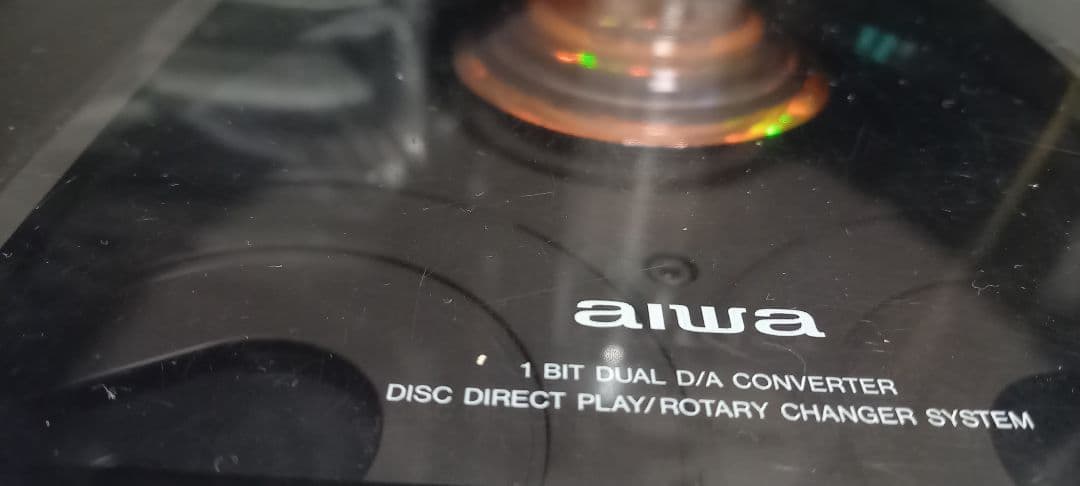 aiwa
1 BIT DUAL D/A CONVERTER
DISC DIRECT PLAY/ROTARY CHANGER SYSTEM